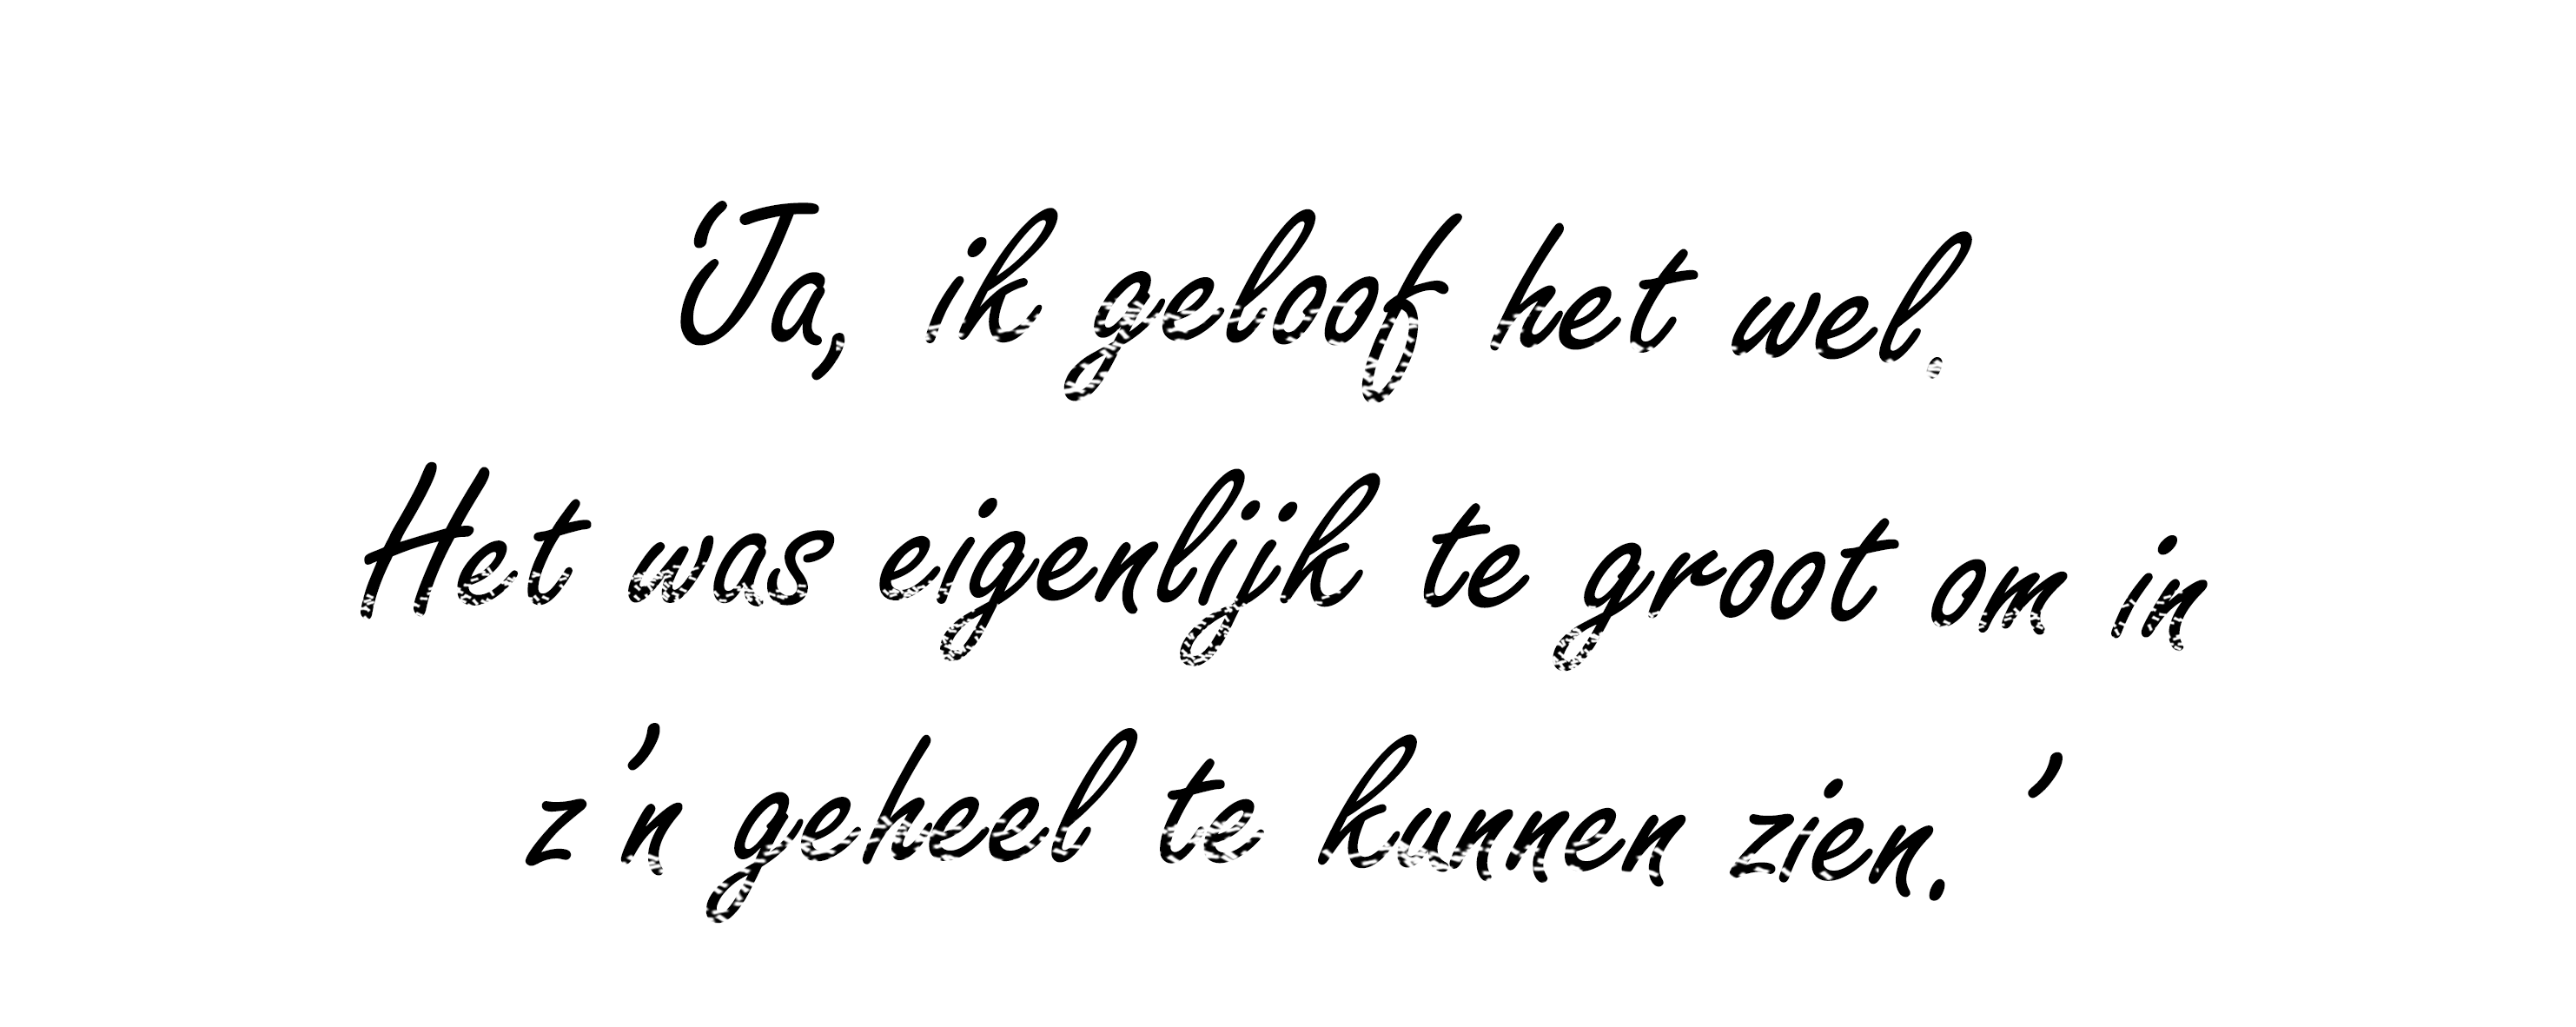 ‘Ja, ik geloof het wel.
Het was eigenlijk te groot om in
z’n geheel te kunnen zien.’